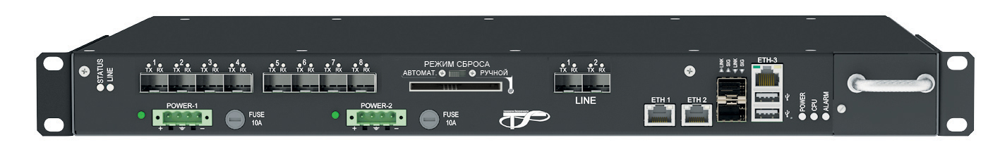 STATUS
LINE
1 2 3 4
TX RX TX RX TX RX TX RX
5 6 7 8
TX RX TX RX TX RX TX RX
РЕЖИМ СБРОСА
АВТОМАТ. РУЧНОЙ
1 2
TX RX TX RX
LINE
LINK
SIG
LINK
SIG
ETH-3
POWER-1
+ −
FUSE
10A
POWER-2
+ −
FUSE
10A
ETH 1 ETH 2
POWER
CPU
ALARM